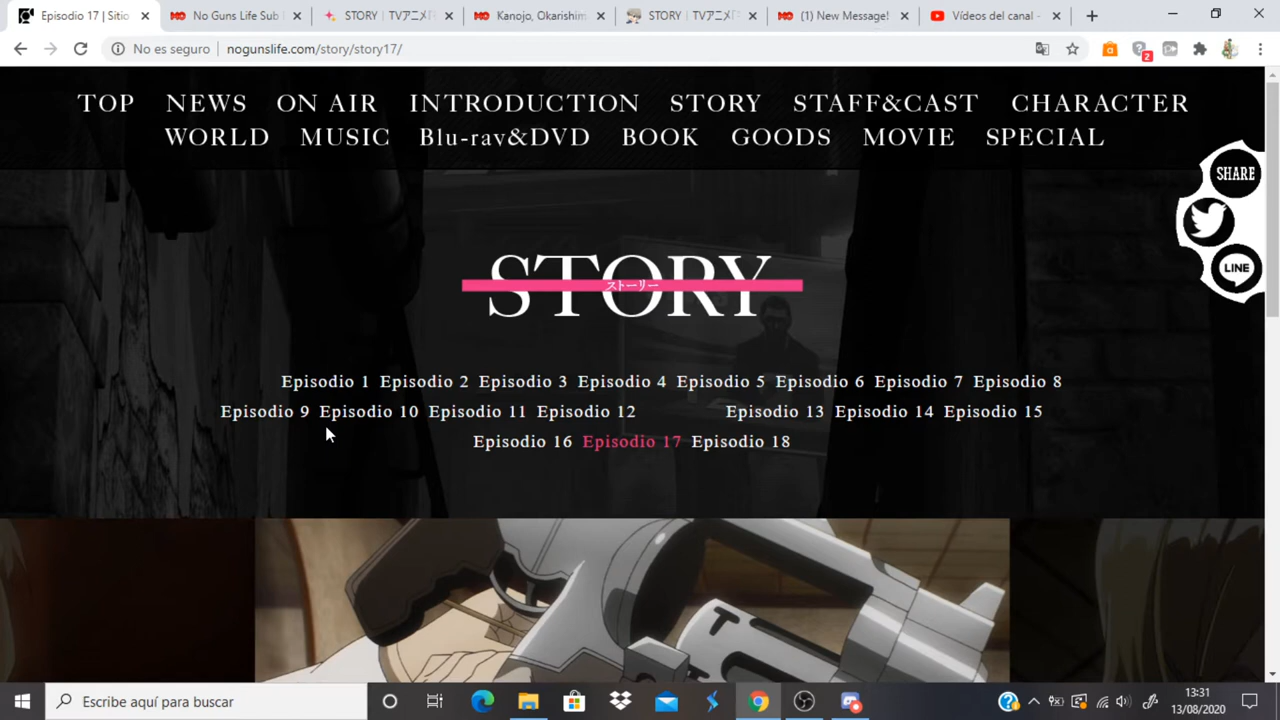 Episodio 17 | Sitio
No Guns Life Sub
STORY | TVアニメ「
Kanojo, Okarishim
STORY | TVアニメ「
(1) New Message!
Vídeos del canal -
No es seguro
nogunslife.com/story/story17/
2
TOP NEWS ON AIR INTRODUCTION STORY STAFF&CAST CHARACTER
WORLD MUSIC Blu-ray&DVD BOOK GOODS MOVIE SPECIAL
SHARE
LINE
STORY
ストーリー
Episodio 1 Episodio 2 Episodio 3 Episodio 4 Episodio 5 Episodio 6 Episodio 7 Episodio 8
Episodio 9 Episodio 10 Episodio 11 Episodio 12 Episodio 13 Episodio 14 Episodio 15
Episodio 16 Episodio 17 Episodio 18
Escribe aquí para buscar
13:31
13/08/2020